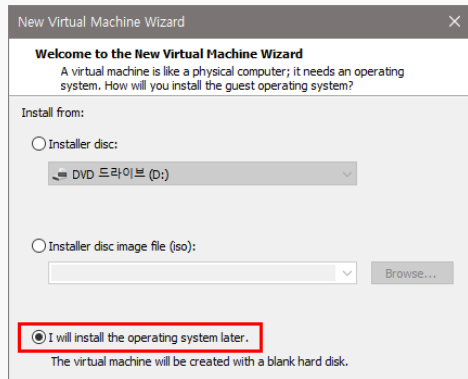 New Virtual Machine Wizard
Welcome to the New Virtual Machine Wizard
A virtual machine is like a physical computer; it needs an operating
system. How will you install the guest operating system?
Install from:
Installer disc:
DVD 드라이브 (D:)
Installer disc image file (iso):
Browse...
I will install the operating system later.
The virtual machine will be created with a blank hard disk.